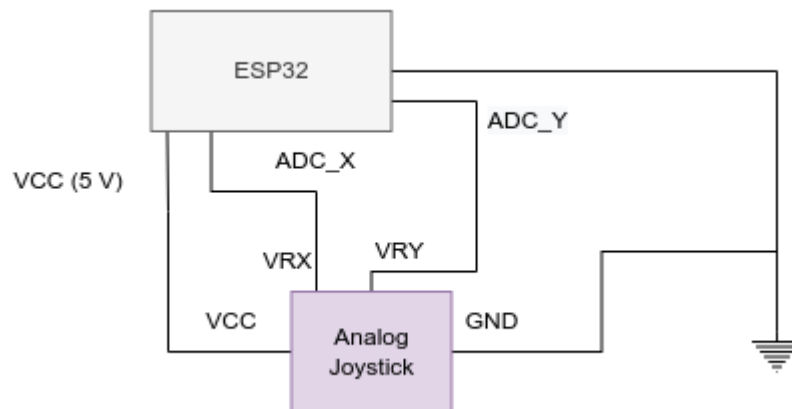 ESP32
ADC_Y
ADC_X
VCC (5 V)
VRX
VRY
VCC
GND
Analog
Joystick